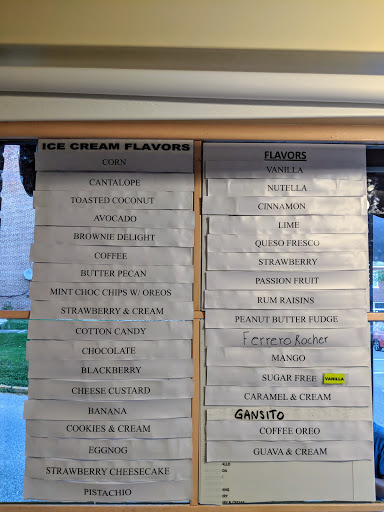 ICE CREAM FLAVORS
CORN
CANTALOPE
TOASTED COCONUT
AVOCADO
BROWNIE DELIGHT
COFFEE
BUTTER PECAN
MINT CHOC CHIPS W/ OREOS
STRAWBERRY & CREAM
COTTON CANDY
CHOCOLATE
BLACKBERRY
CHEESE CUSTARD
BANANA
COOKIES & CREAM
EGGNOG
STRAWBERRY CHEESECAKE
PISTACHIO
FLAVORS
VANILLA
NUTELLA
CINNAMON
LIME
QUESO FRESCO
STRAWBERRY
PASSION FRUIT
RUM RAISINS
PEANUT BUTTER FUDGE
Ferrero Rocher
MANGO
SUGAR FREE VANILLA
CARAMEL & CREAM
GANSITO
COFFEE OREO
GUAVA & CREAM